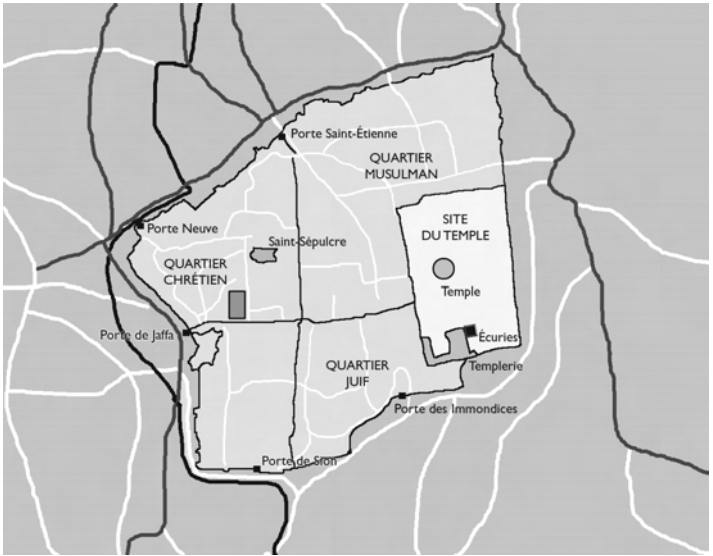 Porte Saint-Étienne
QUARTIER
MUSULMAN
SITE
DU TEMPLE
Porte Neuve
Saint-Sépulcre
QUARTIER
CHRÉTIEN
Temple
Porte de Jaffa
Écuries
QUARTIER
JUIF
Templerie
Porte des Immondices
Porte de Sion